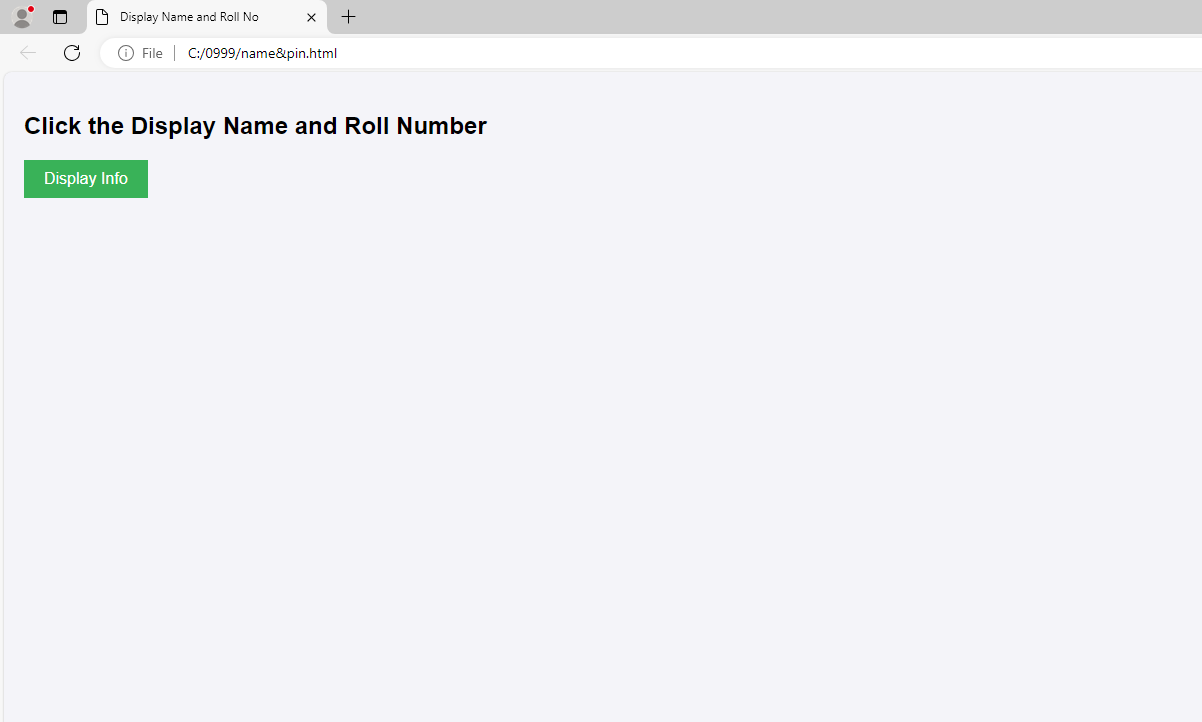 Display Name and Roll No
File C:/0999/name&pin.html
Click the Display Name and Roll Number
Display Info